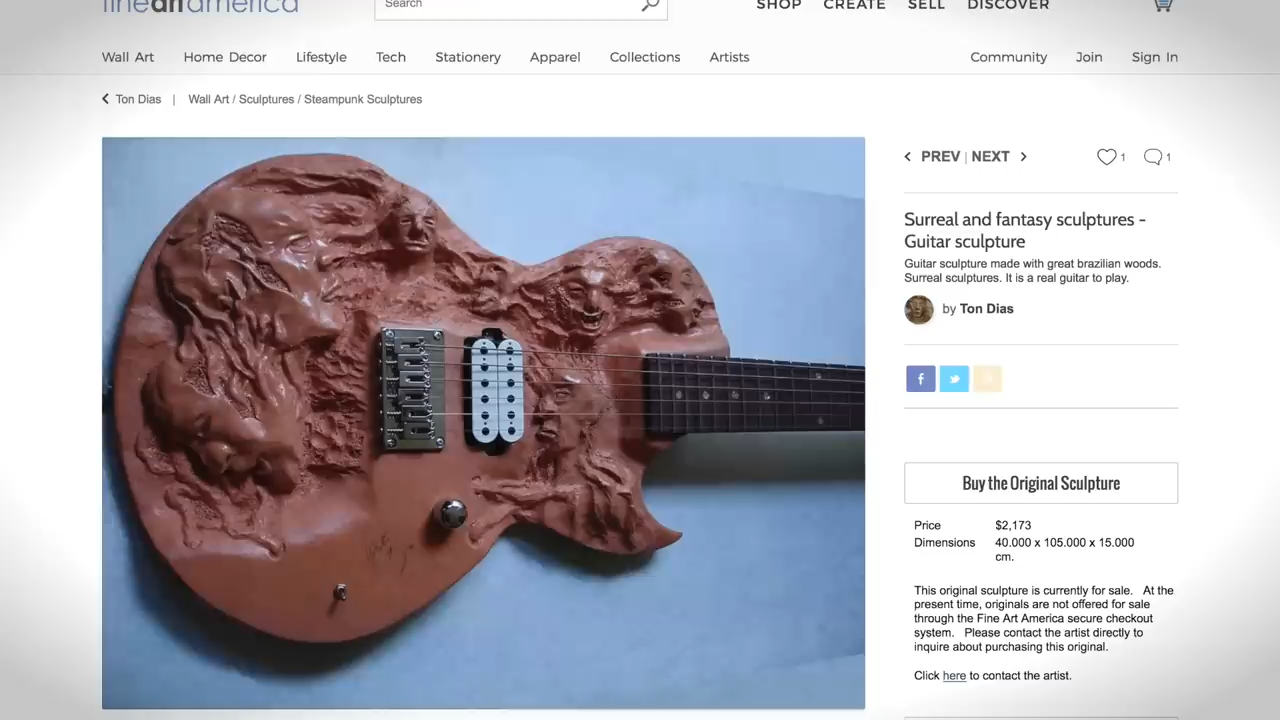 fineartamerica
Search
SHOP CREATE SELL DISCOVER
Wall Art Home Decor Lifestyle Tech Stationery Apparel Collections Artists Community Join Sign In
Ton Dias | Wall Art / Sculptures / Steampunk Sculptures
PREV | NEXT 1 1
Surreal and fantasy sculptures -
Guitar sculpture
Guitar sculpture made with great brazilian woods.
Surreal sculptures. It is a real guitar to play.
by Ton Dias
f
Buy the Original Sculpture
Price $2,173
Dimensions 40.000 x 105.000 x 15.000
cm.
This original sculpture is currently for sale. At the
present time, originals are not offered for sale
through the Fine Art America secure checkout
system. Please contact the artist directly to
inquire about purchasing this original.
Click here to contact the artist.